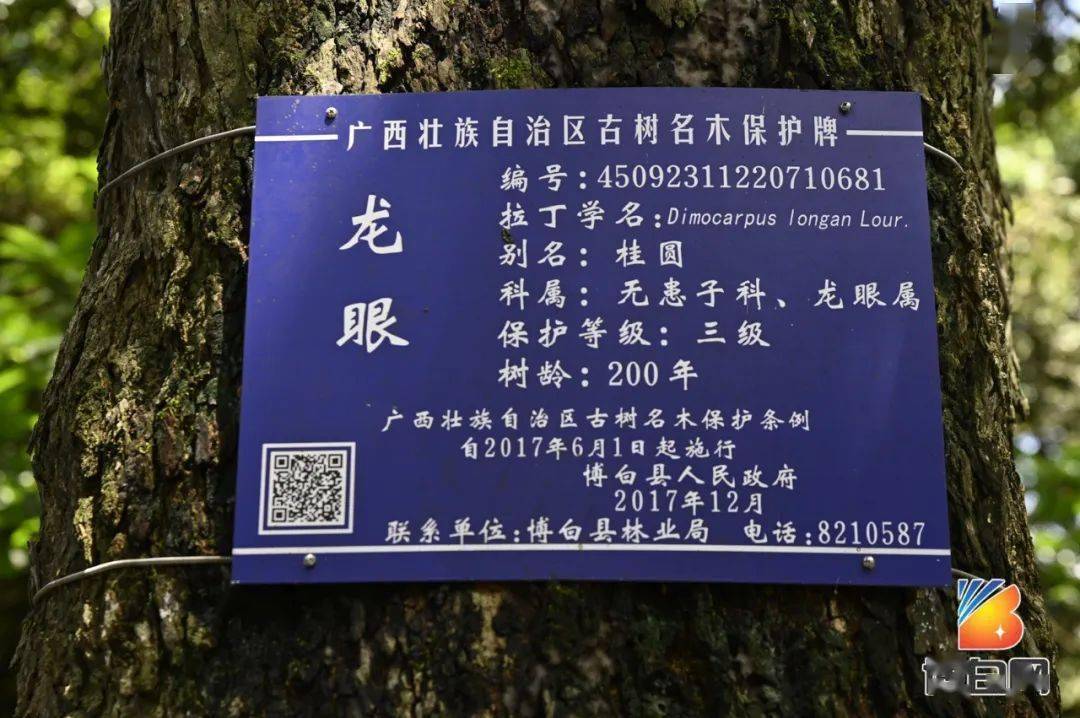 广西壮族自治区古树名木保护牌
龙眼
编号:45092311220710681
拉丁学名:Dimocarpus longan Lour.
别名:桂圆
科属:无患子科、龙眼属
保护等级:三级
树龄:200年
广西壮族自治区古树名木保护条例
自2017年6月1日起施行
博白县人民政府
2017年12月
联系单位:博白县林业局 电话:8210587